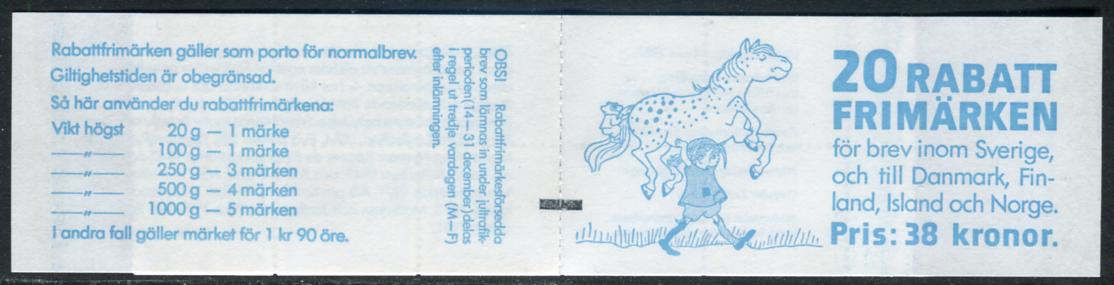 Rabattfrimärken gäller som porto för normalbrev.
Giltighetstiden är obegränsad.
Så här använder du rabattfrimärkena:
Vikt högst 20 g — 1 märke
—〃— 100 g — 1 märke
—〃— 250 g — 3 märken
—〃— 500 g — 4 märken
—〃— 1000 g — 5 märken
I andra fall gäller märket för 1 kr 90 öre.
OBS! Rabattfrimärkesförsedda
brev som lämnas in under jultrafik-
perioden (14—31 december) delas
i regel ut tredje vardagen (M—F)
efter inlämningen.
20 RABATT
FRIMÄRKEN
för brev inom Sverige,
och till Danmark, Fin-
land, Island och Norge.
Pris: 38 kronor.